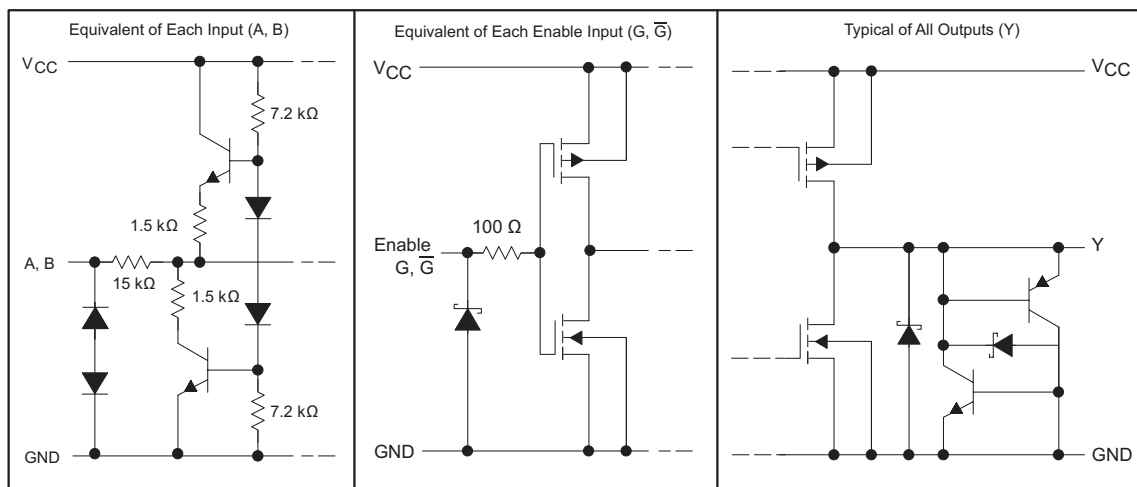 Equivalent of Each Input (A, B)
VCC
7.2 kΩ
1.5 kΩ
A, B
15 kΩ
1.5 kΩ
7.2 kΩ
GND
Equivalent of Each Enable Input (G, G̅)
VCC
100 Ω
Enable
G, G̅
GND
Typical of All Outputs (Y)
VCC
Y
GND